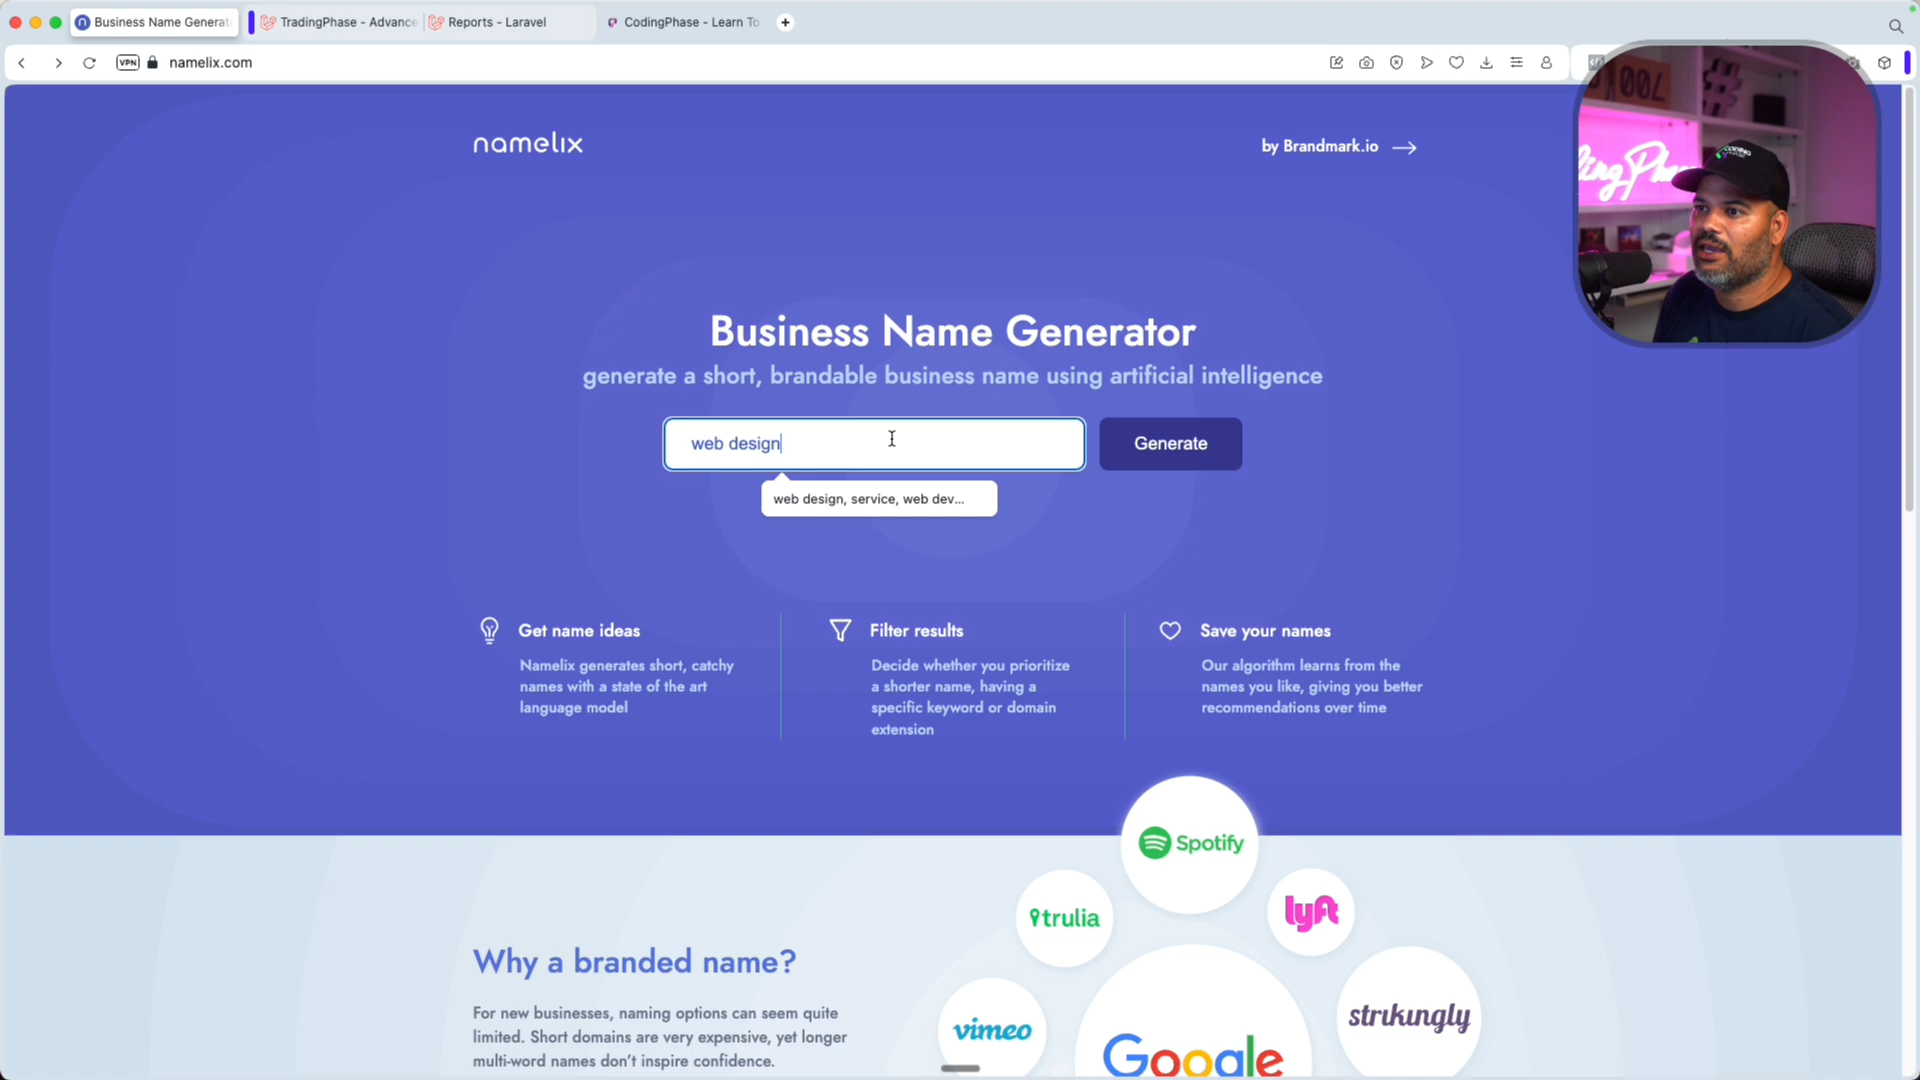 Business Name Generat
TradingPhase - Advance
Reports - Laravel
CodingPhase - Learn To
VPN
namelix.com
namelix
by Brandmark.io
Business Name Generator
generate a short, brandable business name using artificial intelligence
web design
Generate
web design, service, web dev...
Get name ideas
Namelix generates short, catchy
names with a state of the art
language model
Filter results
Decide whether you prioritize
a shorter name, having a
specific keyword or domain
extension
Save your names
Our algorithm learns from the
names you like, giving you better
recommendations over time
Spotify
trulia
lyft
Why a branded name?
For new businesses, naming options can seem quite
limited. Short domains are very expensive, yet longer
multi-word names don't inspire confidence.
vimeo
Google
strikingly